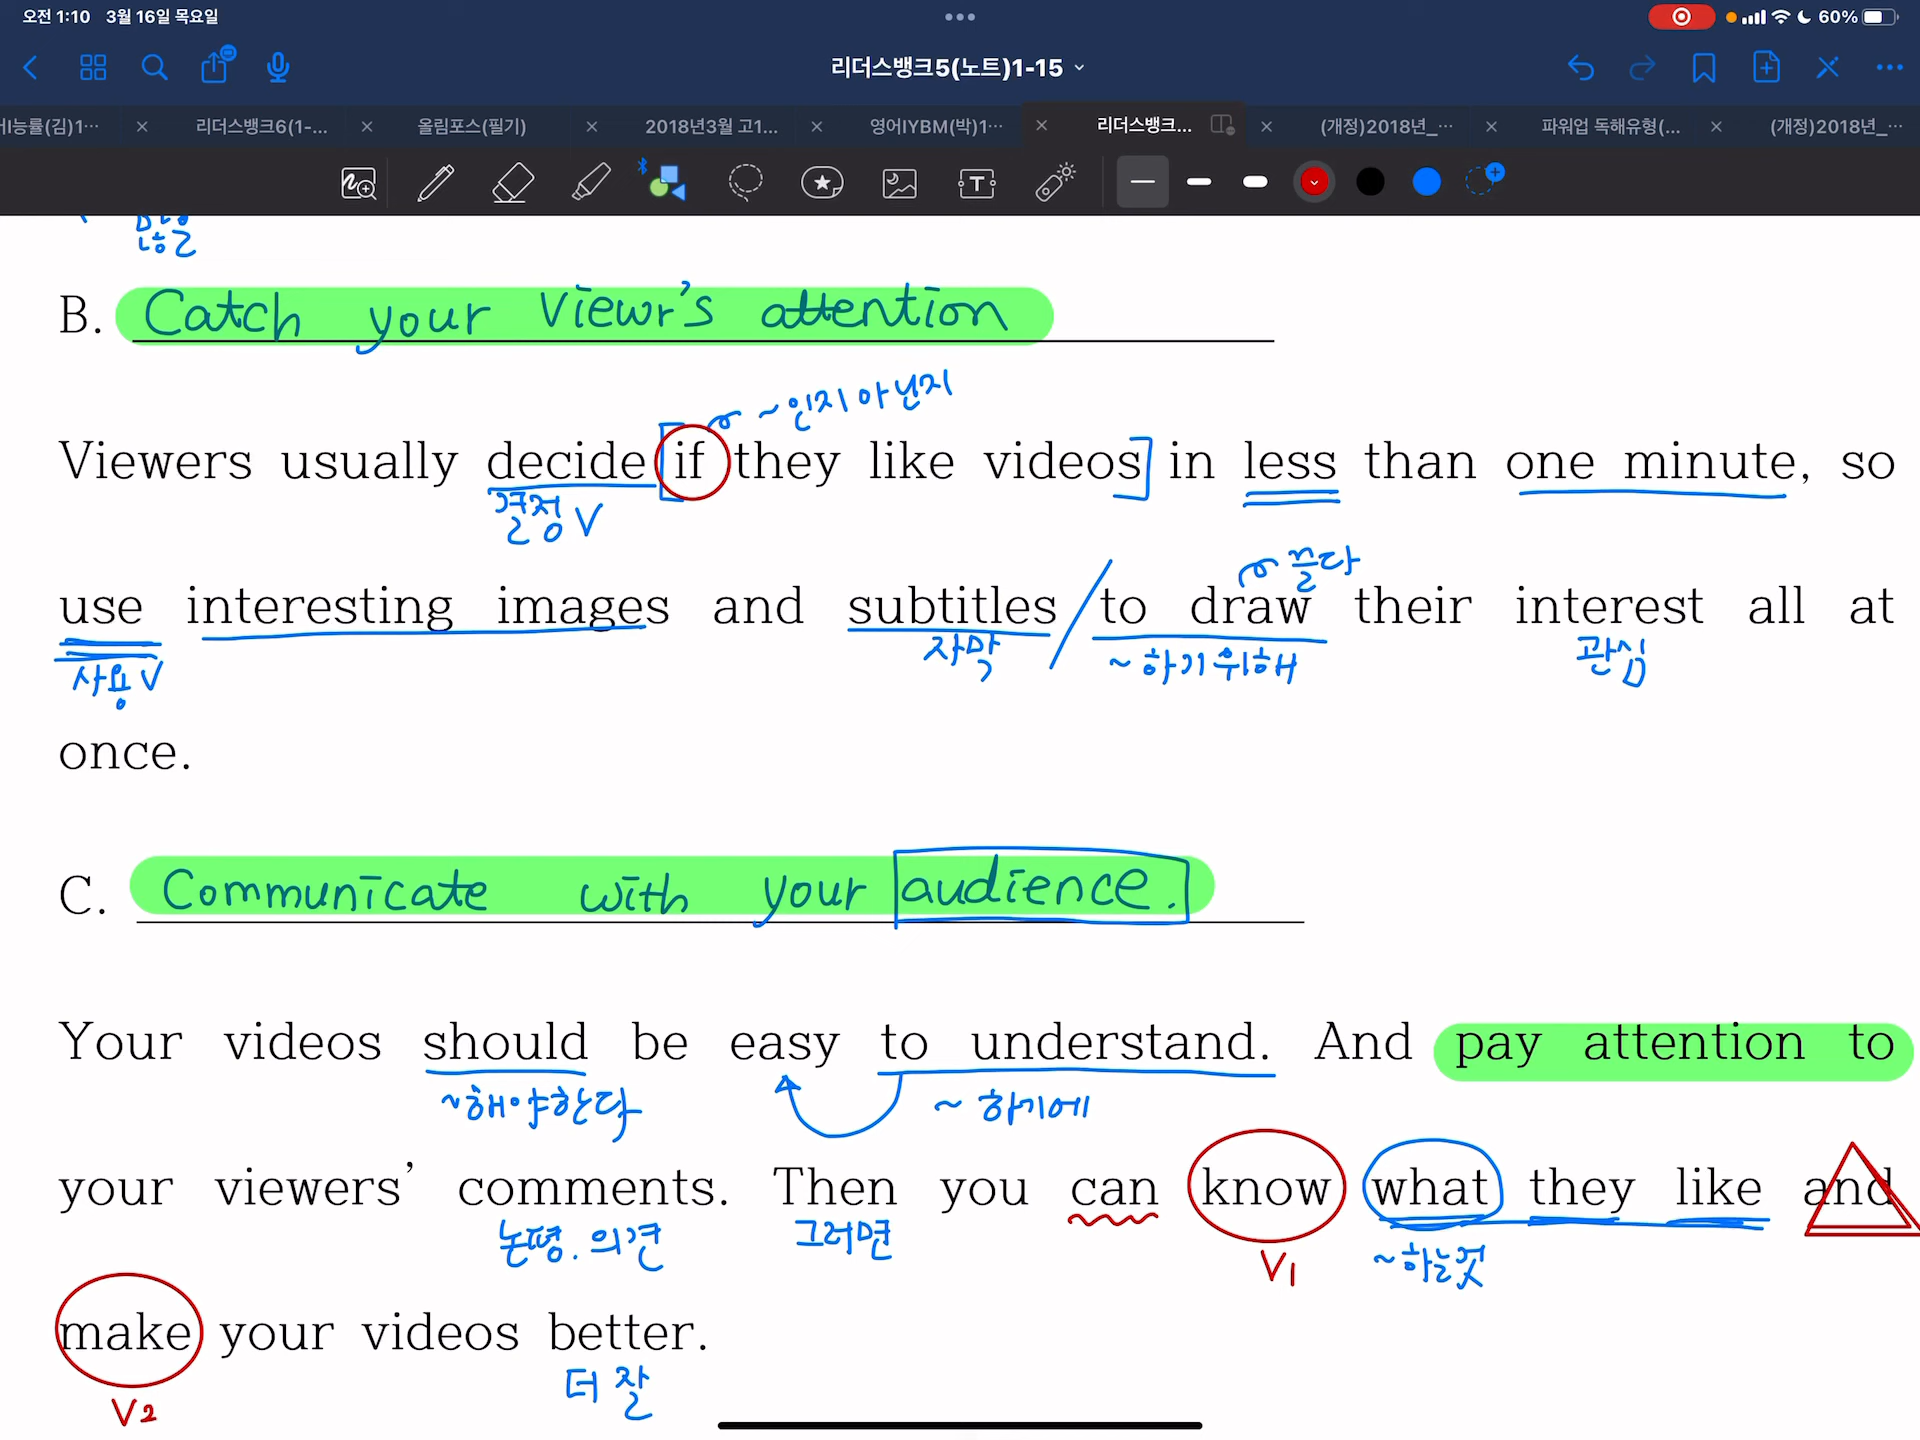 오전 1:10 3월 16일 목요일
60%
리더스뱅크5(노트)1-15
능률(김)1… × 리더스뱅크6(1-... × 올림포스(필기) × 2018년3월 고1... × 영어IYBM(박)1… × 리더스뱅크... × (개정)2018년_… × 파워업 독해유형(... × (개정)2018년_…
않을
B. Catch your Viewr's attention
~인지 아닌지
Viewers usually decide if they like videos in less than one minute, so
결정 V
끌다
use interesting images and subtitles / to draw their interest all at
사용 V 자막 ~하기위해 관심
once.
C. Communicate with your audience.
Your videos should be easy to understand. And pay attention to
~해야한다 ~하기에
your viewers' comments. Then you can know what they like and
논평. 의견 그러면 V1 ~하는것
make your videos better.
V2 더 잘